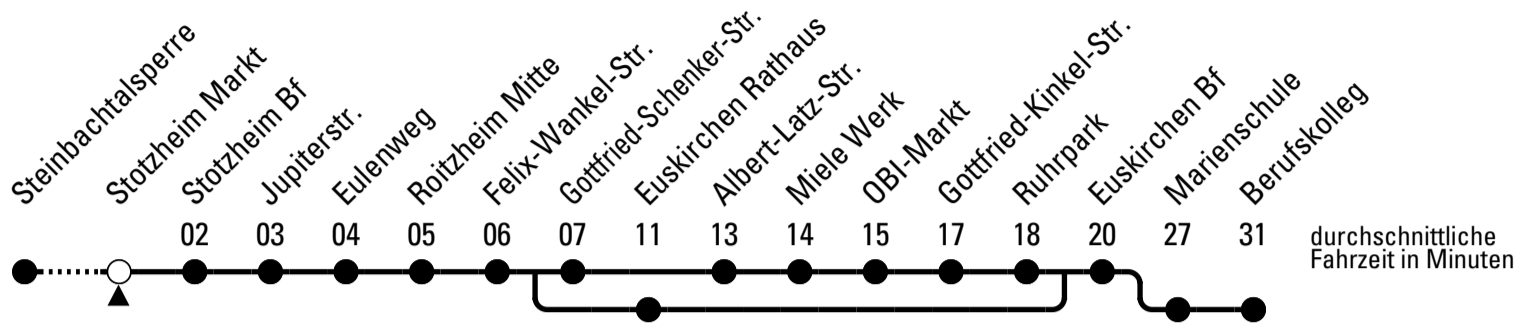 Steinbachtalsperre
Stotzheim Markt
Stotzheim Bf
Jupiterstr.
Eulenweg
Roitzheim Mitte
Felix-Wankel-Str.
Gottfried-Schenker-Str.
Euskirchen Rathaus
Albert-Latz-Str.
Miele Werk
OBI-Markt
Gottfried-Kinkel-Str.
Ruhrpark
Euskirchen Bf
Marienschule
Berufskolleg
02 03 04 05 06 07 11 13 14 15 17 18 20 27 31
durchschnittliche
Fahrzeit in Minuten